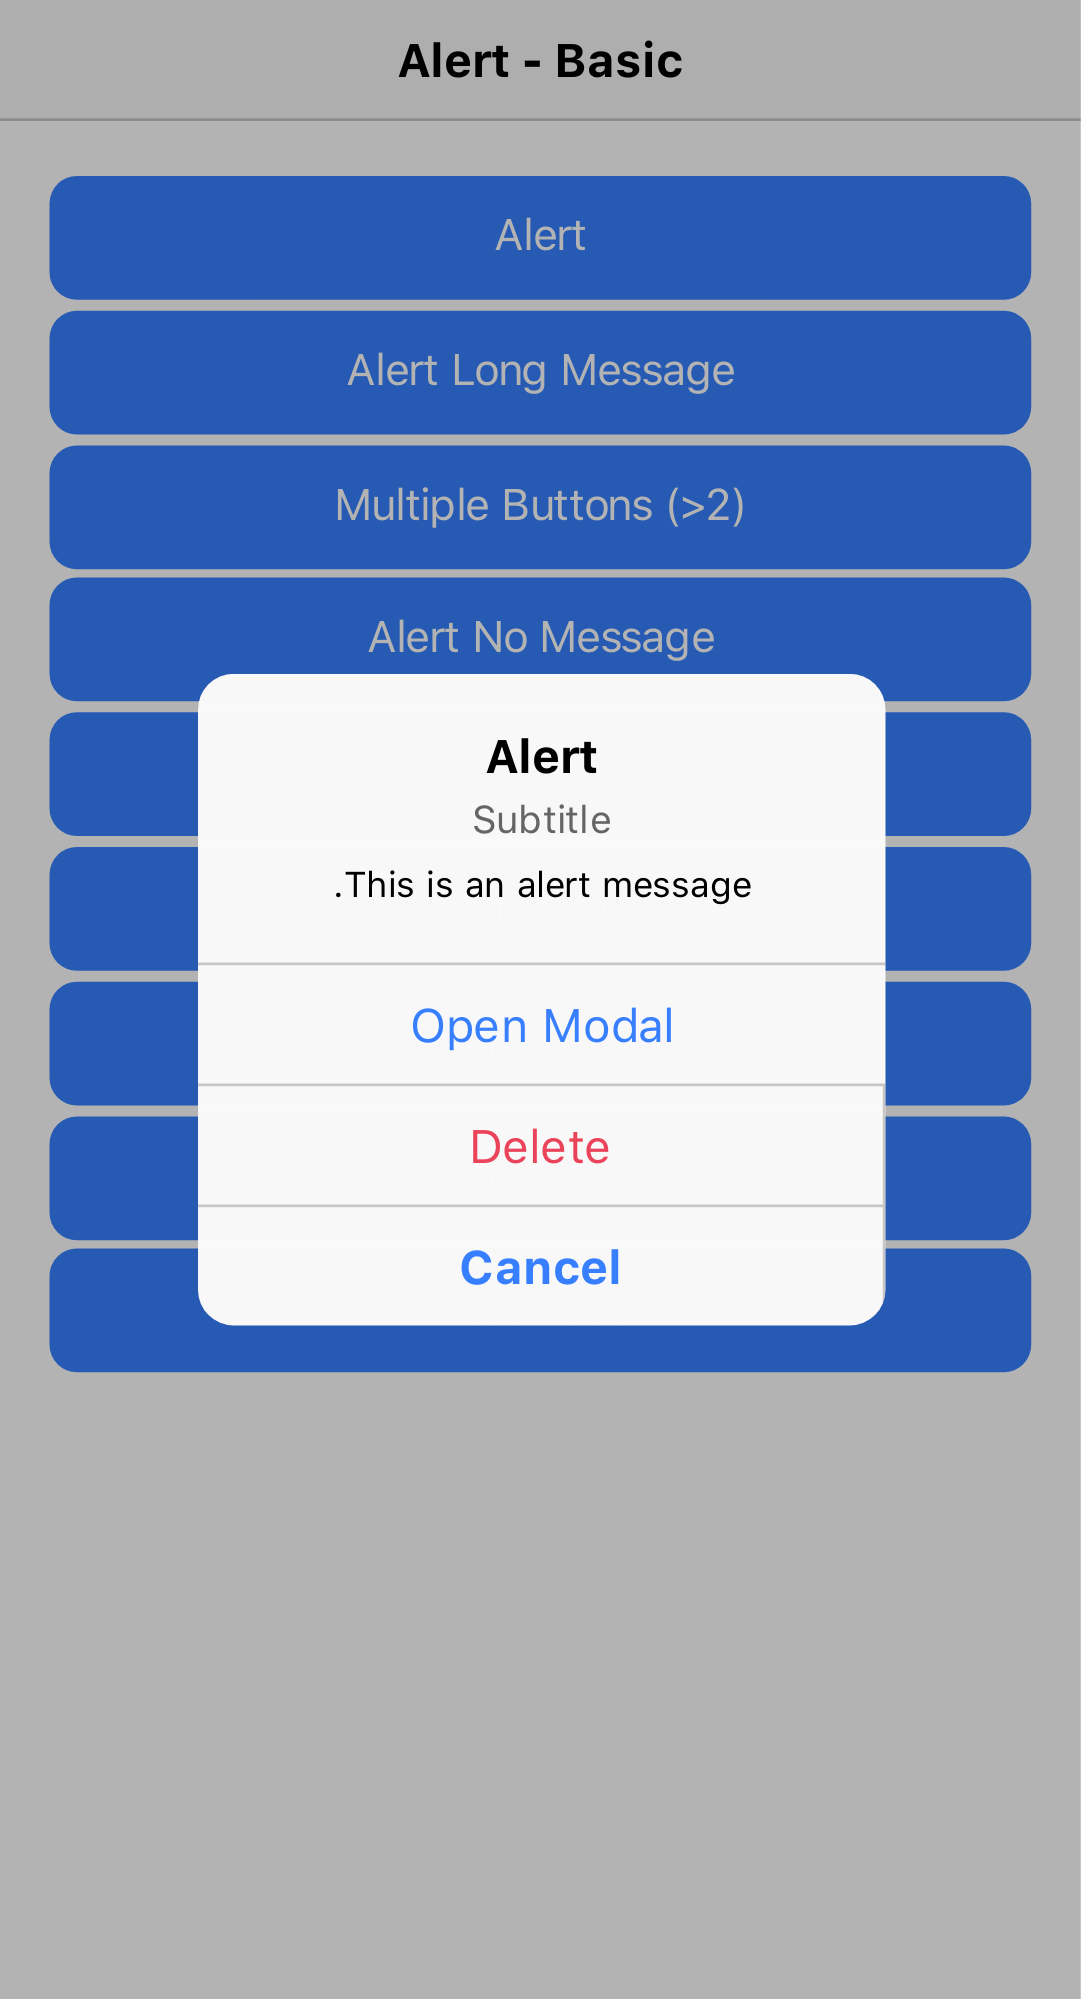 Alert - Basic
Alert
Alert Long Message
Multiple Buttons (>2)
Alert No Message
Alert
Subtitle
.This is an alert message
Open Modal
Delete
Cancel